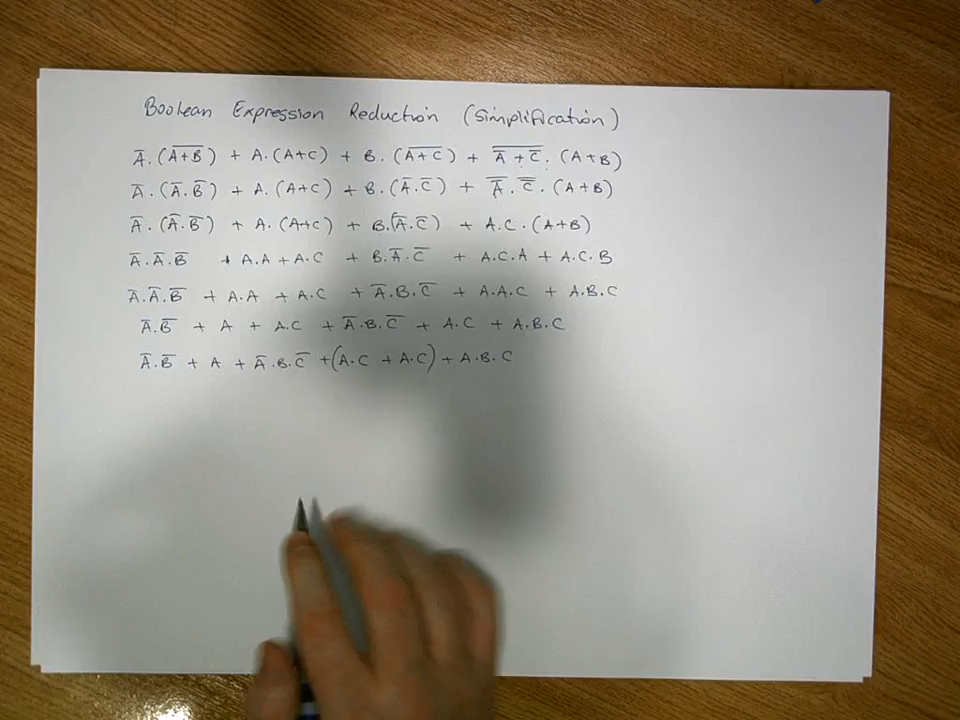 Boolean Expression Reduction (Simplification)
A̅.(A̅+̅B̅) + A.(A+C) + B.(A̅+̅C̅) + A̿ ̅+̅ C̿.(A+B)
A̅.(A̅.B̅) + A.(A+C) + B.(A̅.C̅) + A̿.C̿.(A+B)
A̅.(A̅.B̅) + A.(A+C) + B.(A̅.C̅) + A.C.(A+B)
A̅.A̅.B̅ + A.A + A.C + B.A̅.C̅ + A.C.A + A.C.B
A̅.A̅.B̅ + A.A + A.C + A̅.B.C̅ + A.A.C + A.B.C
A̅.B̅ + A + A.C + A̅.B.C̅ + A.C + A.B.C
A̅.B̅ + A + A̅.B.C̅ +(A.C + A.C) + A.B.C